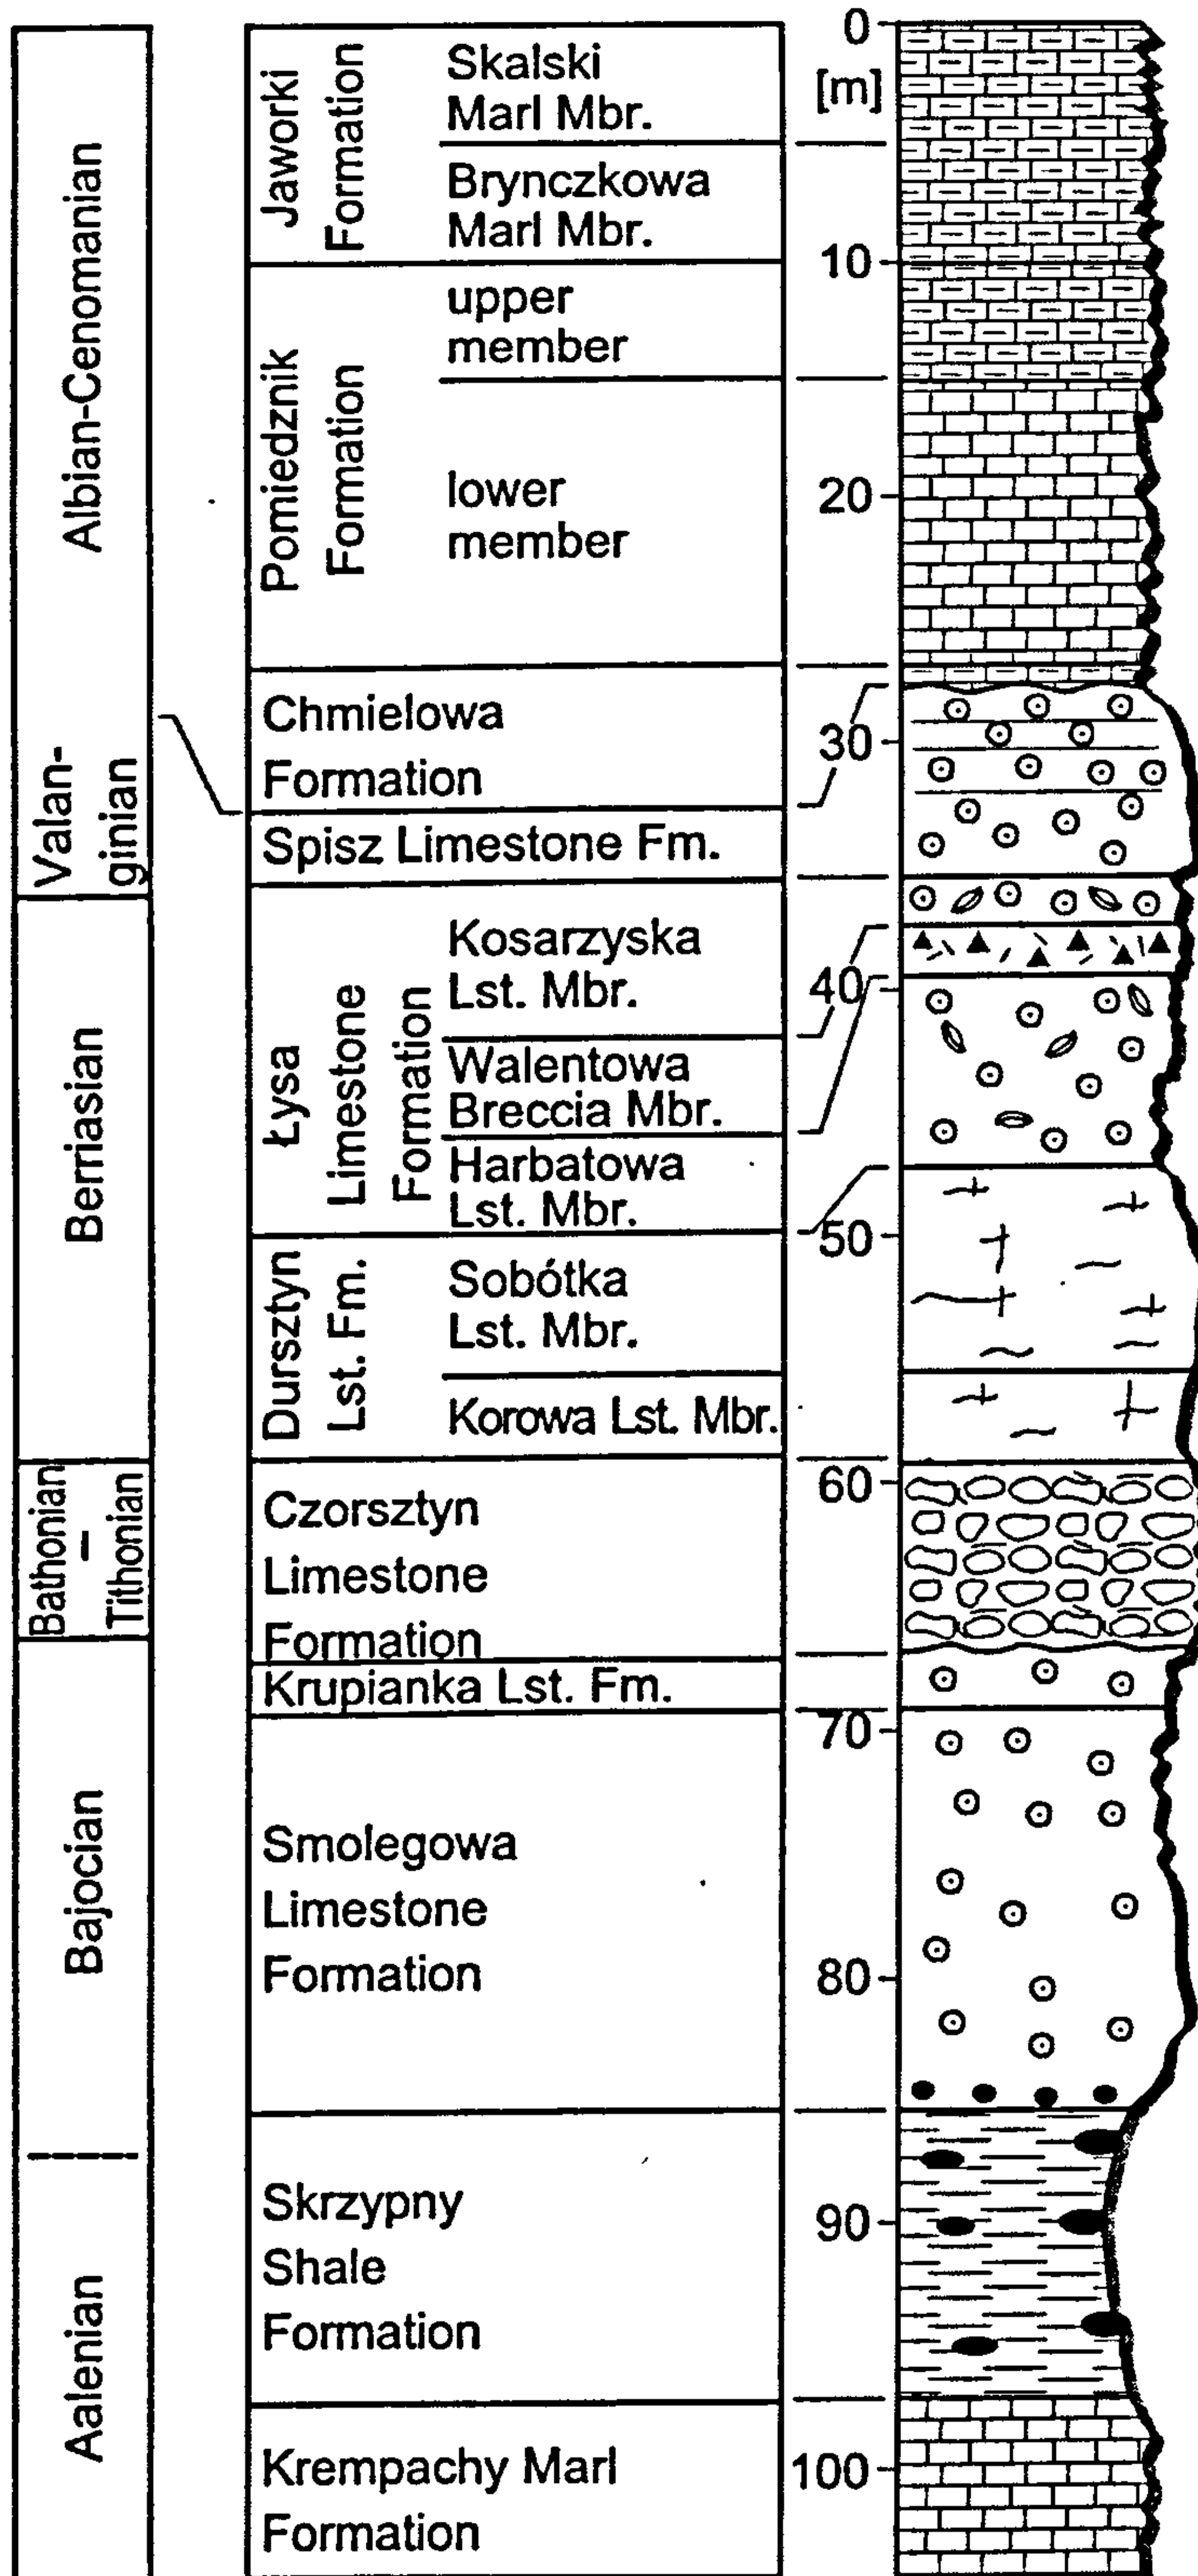 Albian-Cenomanian
Valan-
ginian
Berriasian
Bathonian
–
Tithonian
Bajocian
Aalenian
Jaworki
Formation
Skalski
Marl Mbr.
Brynczkowa
Marl Mbr.
Pomiedznik
Formation
upper
member
lower
member
Chmielowa
Formation
Spisz Limestone Fm.
Łysa
Limestone
Formation
Kosarzyska
Lst. Mbr.
Walentowa
Breccia Mbr.
Harbatowa
Lst. Mbr.
Dursztyn
Lst. Fm.
Sobótka
Lst. Mbr.
Korowa Lst. Mbr.
Czorsztyn
Limestone
Formation
Krupianka Lst. Fm.
Smolegowa
Limestone
Formation
Skrzypny
Shale
Formation
Krempachy Marl
Formation
0
[m]
10
20
30
40
50
60
70
80
90
100